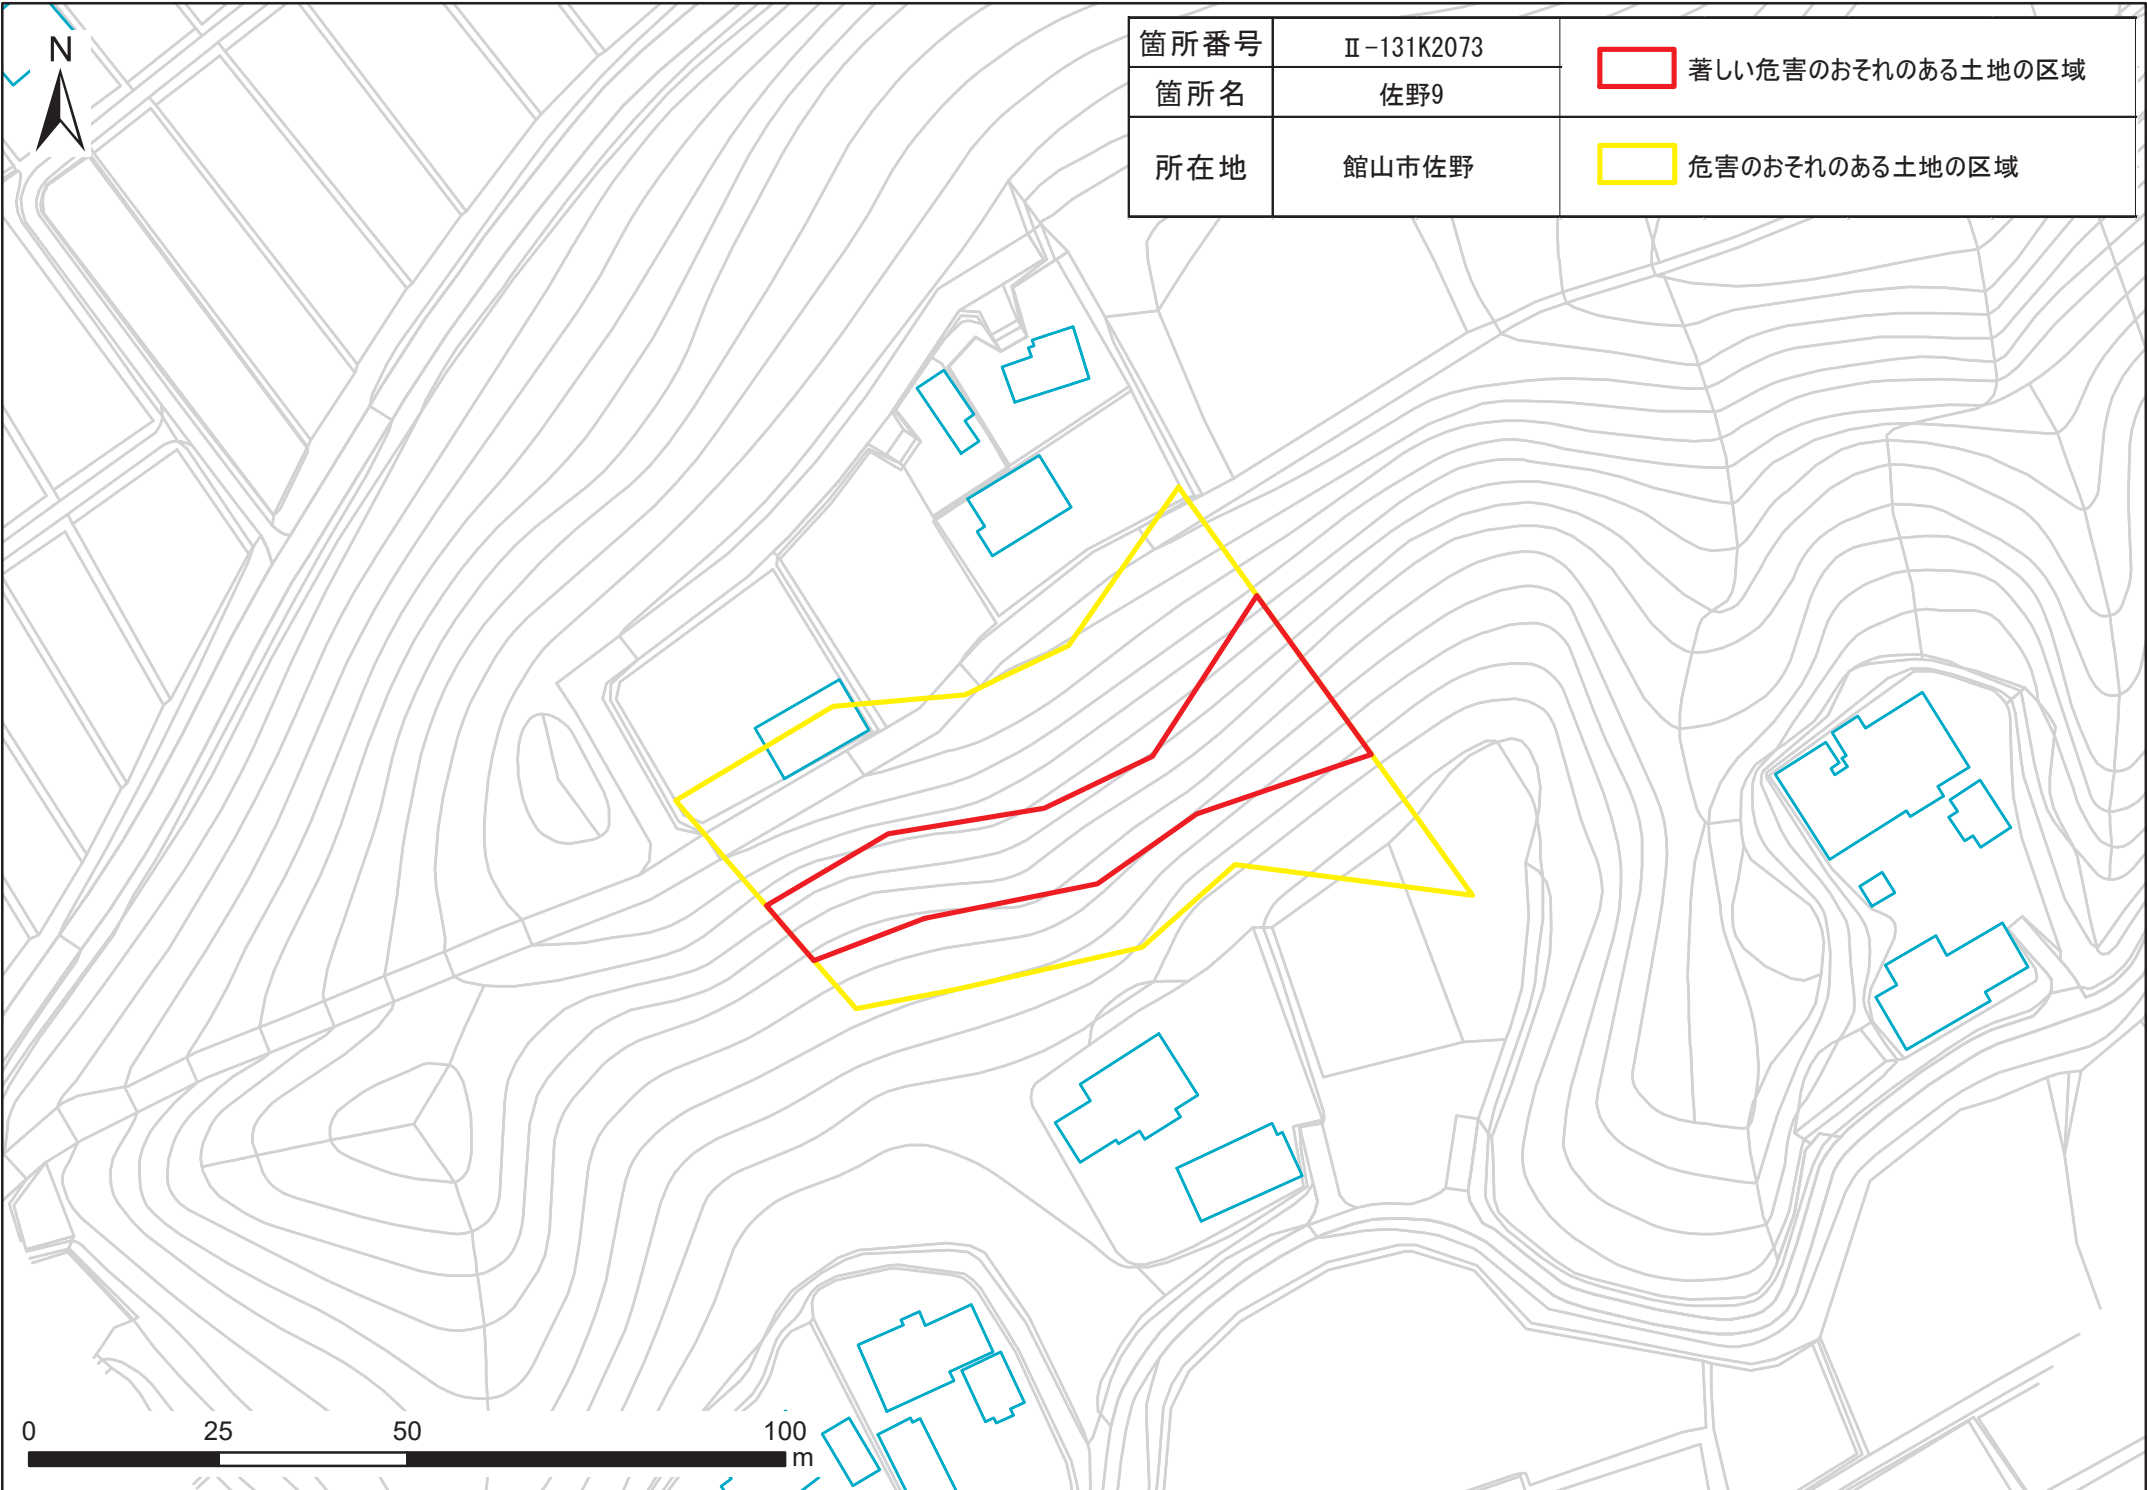 N
箇所番号 Ⅱ-131K2073
箇所名 佐野9
所在地 館山市佐野
著しい危害のおそれのある土地の区域
危害のおそれのある土地の区域
0 25 50 100
m